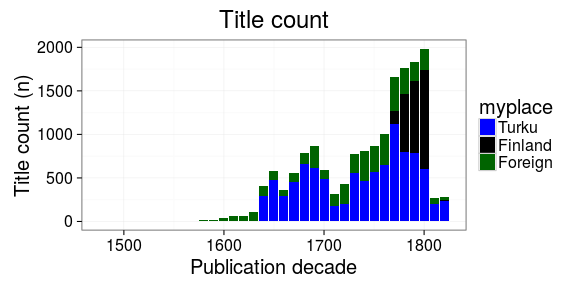 Title count
Title count (n)
2000
1500
1000
500
0
1500
1600
1700
1800
Publication decade
myplace
Turku
Finland
Foreign